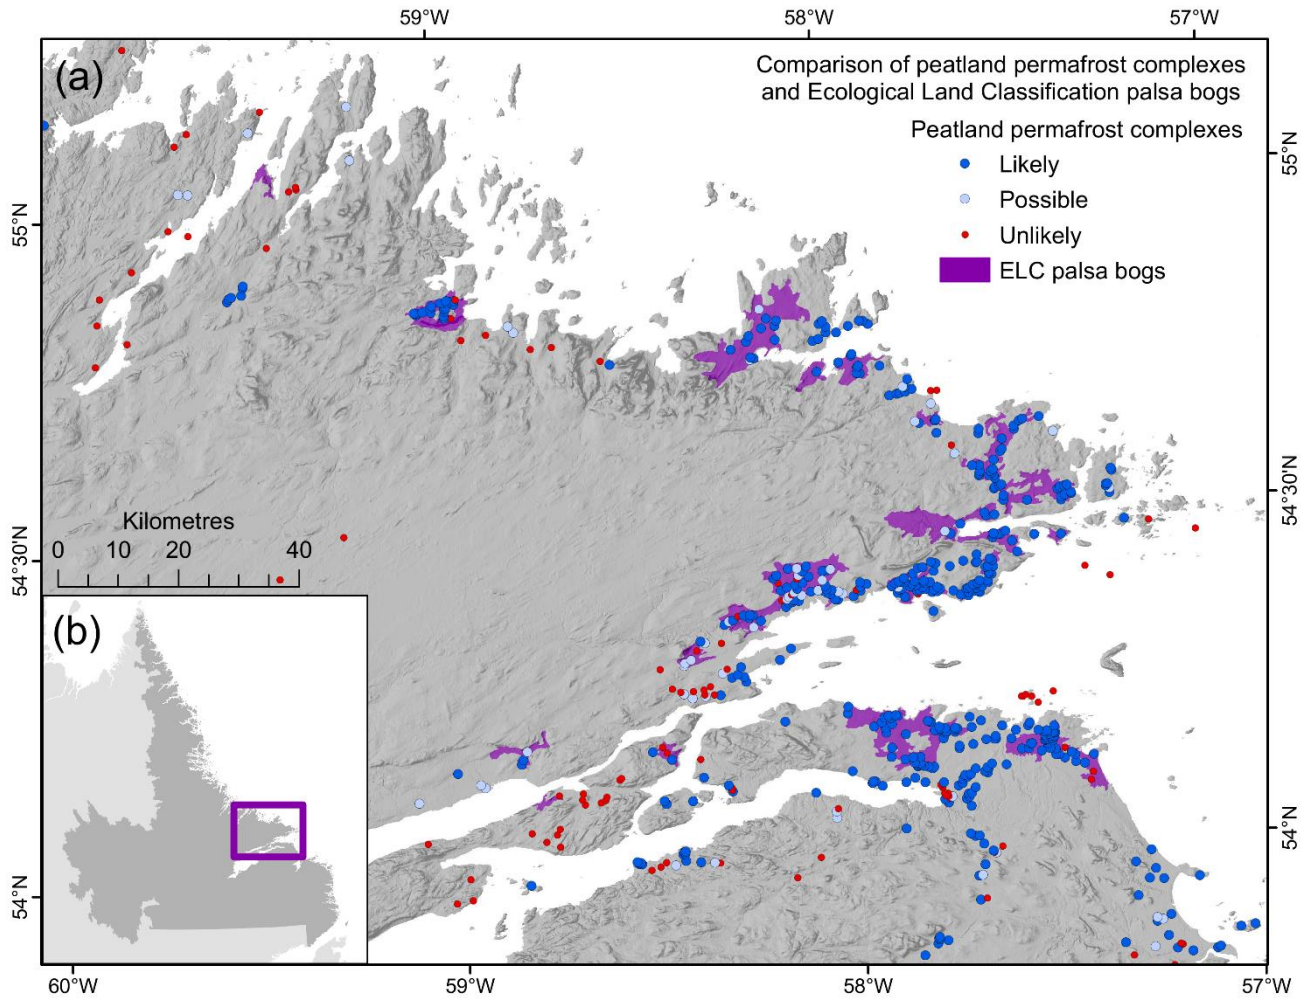 59°W 58°W 57°W
(a)
Comparison of peatland permafrost complexes
and Ecological Land Classification palsa bogs
Peatland permafrost complexes
Likely
Possible
Unlikely
ELC palsa bogs
55°N
55°N
54°30'N
54°30'N
54°N
54°N
Kilometres
0 10 20 40
(b)
60°W 59°W 58°W 57°W